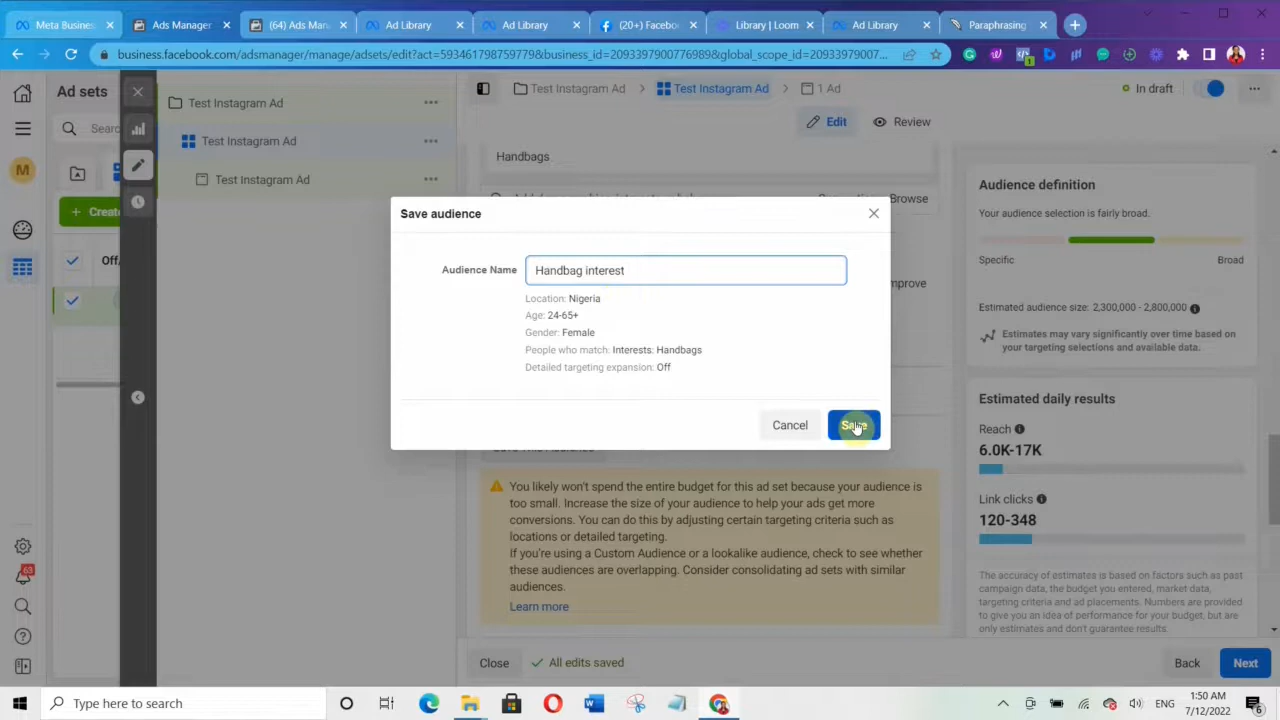 Meta Busines
Ads Manager
(64) Ads Man
Ad Library
Ad Library
(20+) Facebo
Library | Loom
Ad Library
Paraphrasing
business.facebook.com/adsmanager/manage/adsets/edit?act=593461798759779&business_id=2093397900776989&global_scope_id=20933979007...
Ad sets
Test Instagram Ad
Test Instagram Ad
Test Instagram Ad
Test Instagram Ad
1 Ad
In draft
Searc
M
Edit
Review
Create
Off/
Handbags
Browse
Save audience
Audience Name
Handbag interest
Location: Nigeria
Age: 24-65+
Gender: Female
People who match: Interests: Handbags
Detailed targeting expansion: Off
Cancel
Save
mprove
Audience definition
Your audience selection is fairly broad.
Specific
Broad
Estimated audience size: 2,300,000 - 2,800,000
Estimates may vary significantly over time based on
your targeting selections and available data.
Estimated daily results
Reach
6.0K-17K
Link clicks
120-348
The accuracy of estimates is based on factors such as past
campaign data, the budget you entered, market data,
targeting criteria and ad placements. Numbers are provided
to give you an idea of performance for your budget, but are
only estimates and don't guarantee results.
You likely won't spend the entire budget for this ad set because your audience is
too small. Increase the size of your audience to help your ads get more
conversions. You can do this by adjusting certain targeting criteria such as
locations or detailed targeting.
If you're using a Custom Audience or a lookalike audience, check to see whether
these audiences are overlapping. Consider consolidating ad sets with similar
audiences.
Learn more
63
Close
All edits saved
Back
Next
Type here to search
ENG
1:50 AM
7/12/2022
6